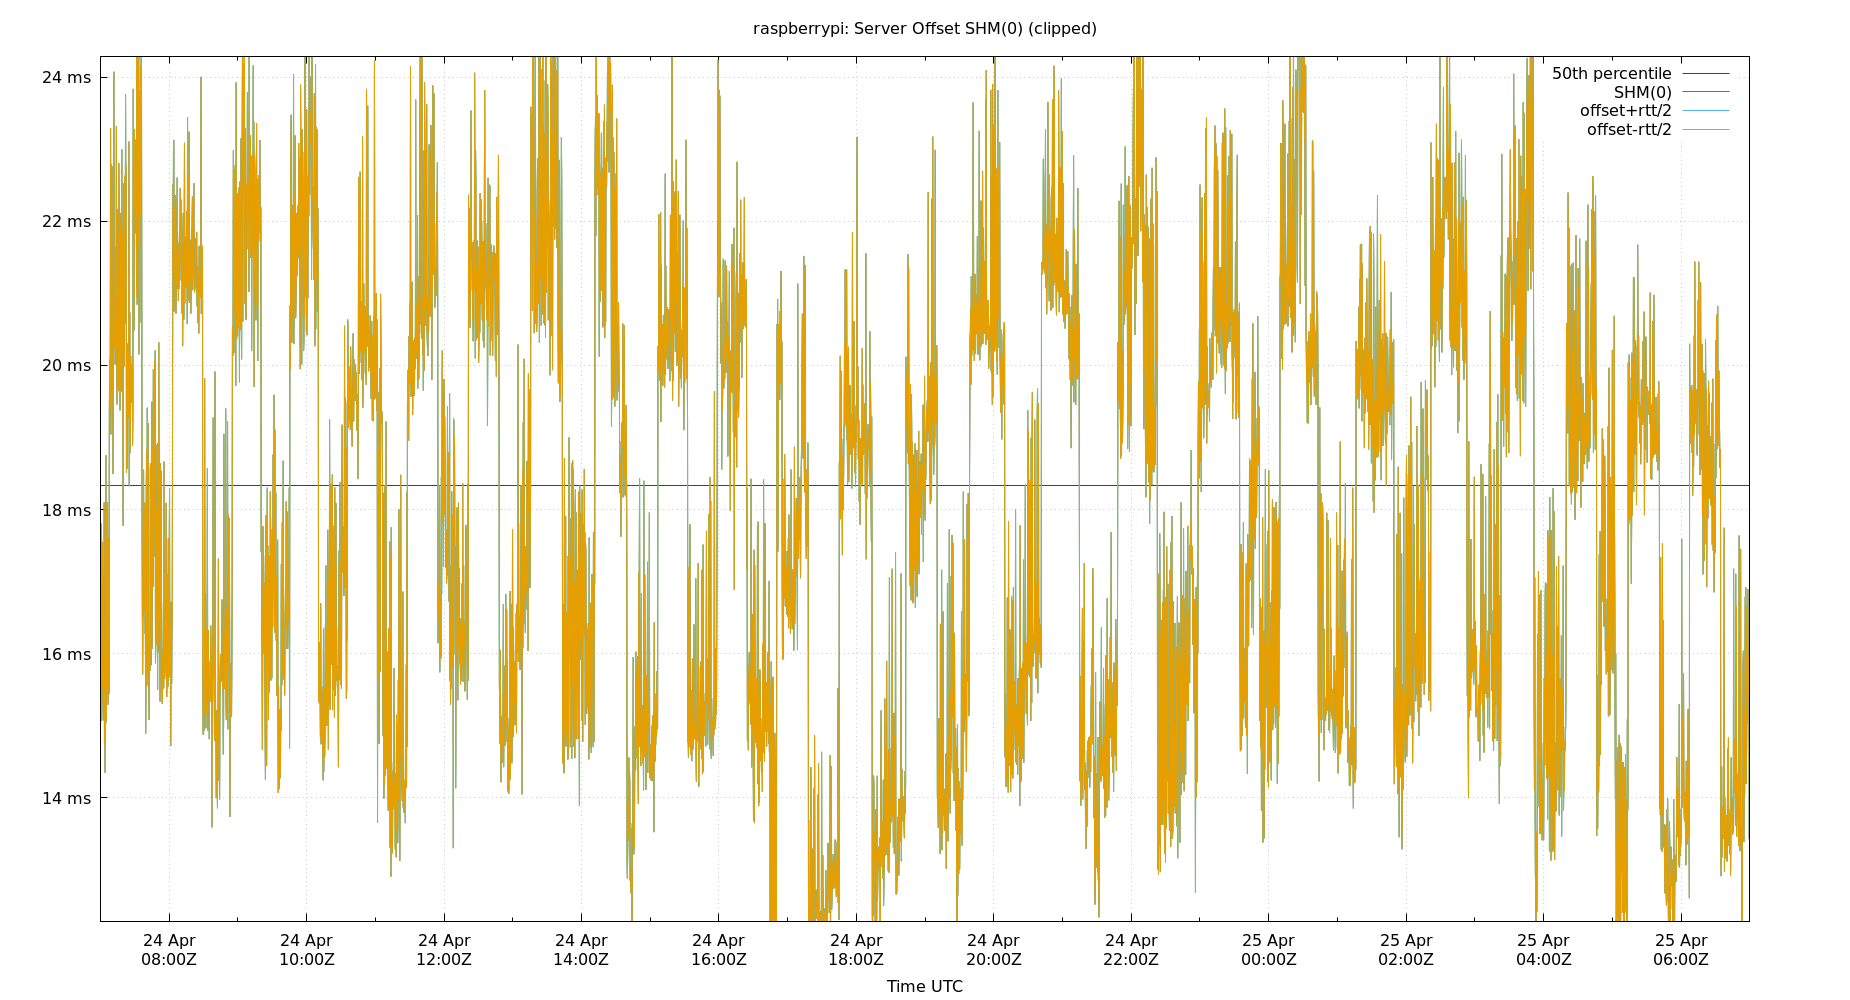 raspberrypi: Server Offset SHM(0) (clipped)
50th percentile
SHM(0)
offset+rtt/2
offset-rtt/2
24 ms
22 ms
20 ms
18 ms
16 ms
14 ms
24 Apr 24 Apr 24 Apr 24 Apr 24 Apr 24 Apr 24 Apr 24 Apr 25 Apr 25 Apr 25 Apr 25 Apr
08:00Z 10:00Z 12:00Z 14:00Z 16:00Z 18:00Z 20:00Z 22:00Z 00:00Z 02:00Z 04:00Z 06:00Z
Time UTC